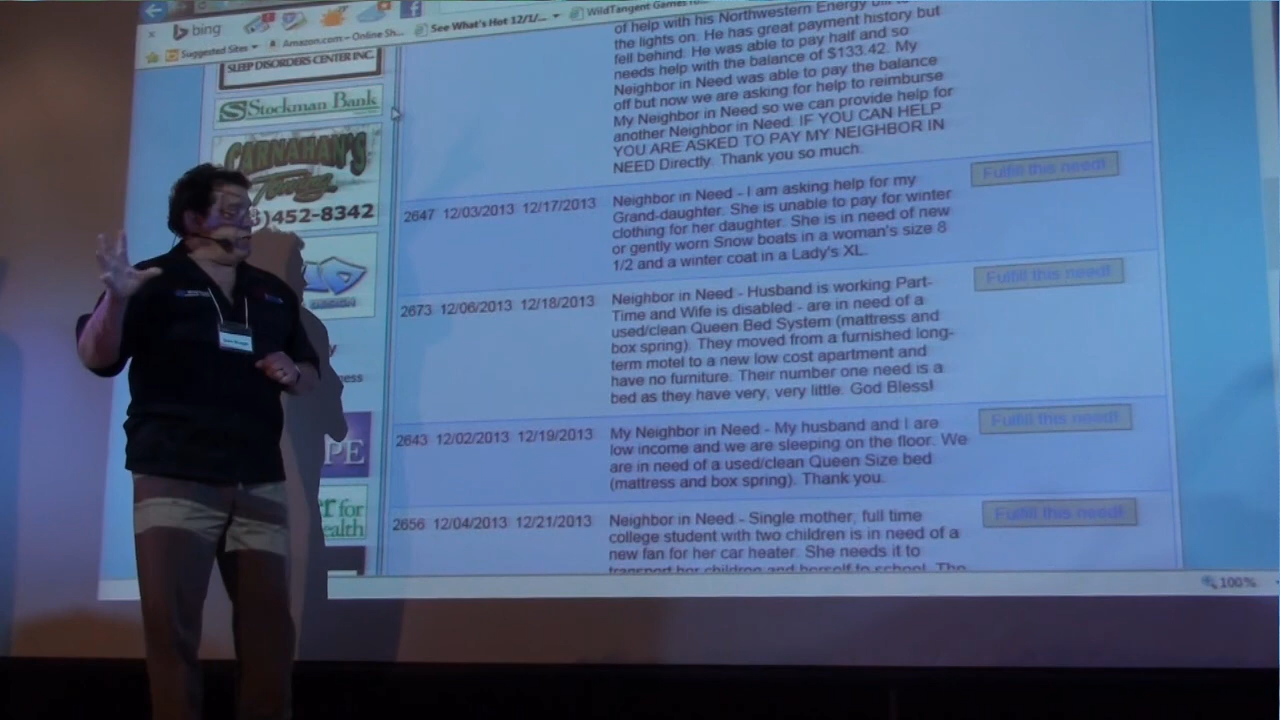 bing
See What's Hot 12/1/...
WildTangent Games
Suggested Sites
Amazon.com – Online Sh...
SLEEP DISORDERS CENTER INC.
Stockman Bank
CARNAHAN'S
Towing
)452-8342
DESIGN
PE
r for
ealth
of help with his Northwestern Energy bill to
the lights on. He has great payment history but
fell behind. He was able to pay half and so
needs help with the balance of $133.42. My
Neighbor in Need was able to pay the balance
off but now we are asking for help to reimburse
My Neighbor in Need so we can provide help for
another Neighbor in Need. IF YOU CAN HELP
YOU ARE ASKED TO PAY MY NEIGHBOR IN
NEED Directly. Thank you so much.
Fulfill this need!
2647 12/03/2013 12/17/2013
Neighbor in Need - I am asking help for my
Grand-daughter. She is unable to pay for winter
clothing for her daughter. She is in need of new
or gently worn Snow boats in a woman's size 8
1/2 and a winter coat in a Lady's XL.
Fulfill this need!
2673 12/06/2013 12/18/2013
Neighbor in Need - Husband is working Part-
Time and Wife is disabled - are in need of a
used/clean Queen Bed System (mattress and
box spring). They moved from a furnished long-
term motel to a new low cost apartment and
have no furniture. Their number one need is a
bed as they have very, very little. God Bless!
Fulfill this need!
2643 12/02/2013 12/19/2013
My Neighbor in Need - My husband and I are
low income and we are sleeping on the floor. We
are in need of a used/clean Queen Size bed
(mattress and box spring). Thank you.
Fulfill this need!
2656 12/04/2013 12/21/2013
Neighbor in Need - Single mother, full time
college student with two children is in need of a
new fan for her car heater. She needs it to
transport her children and herself to school. The
100%